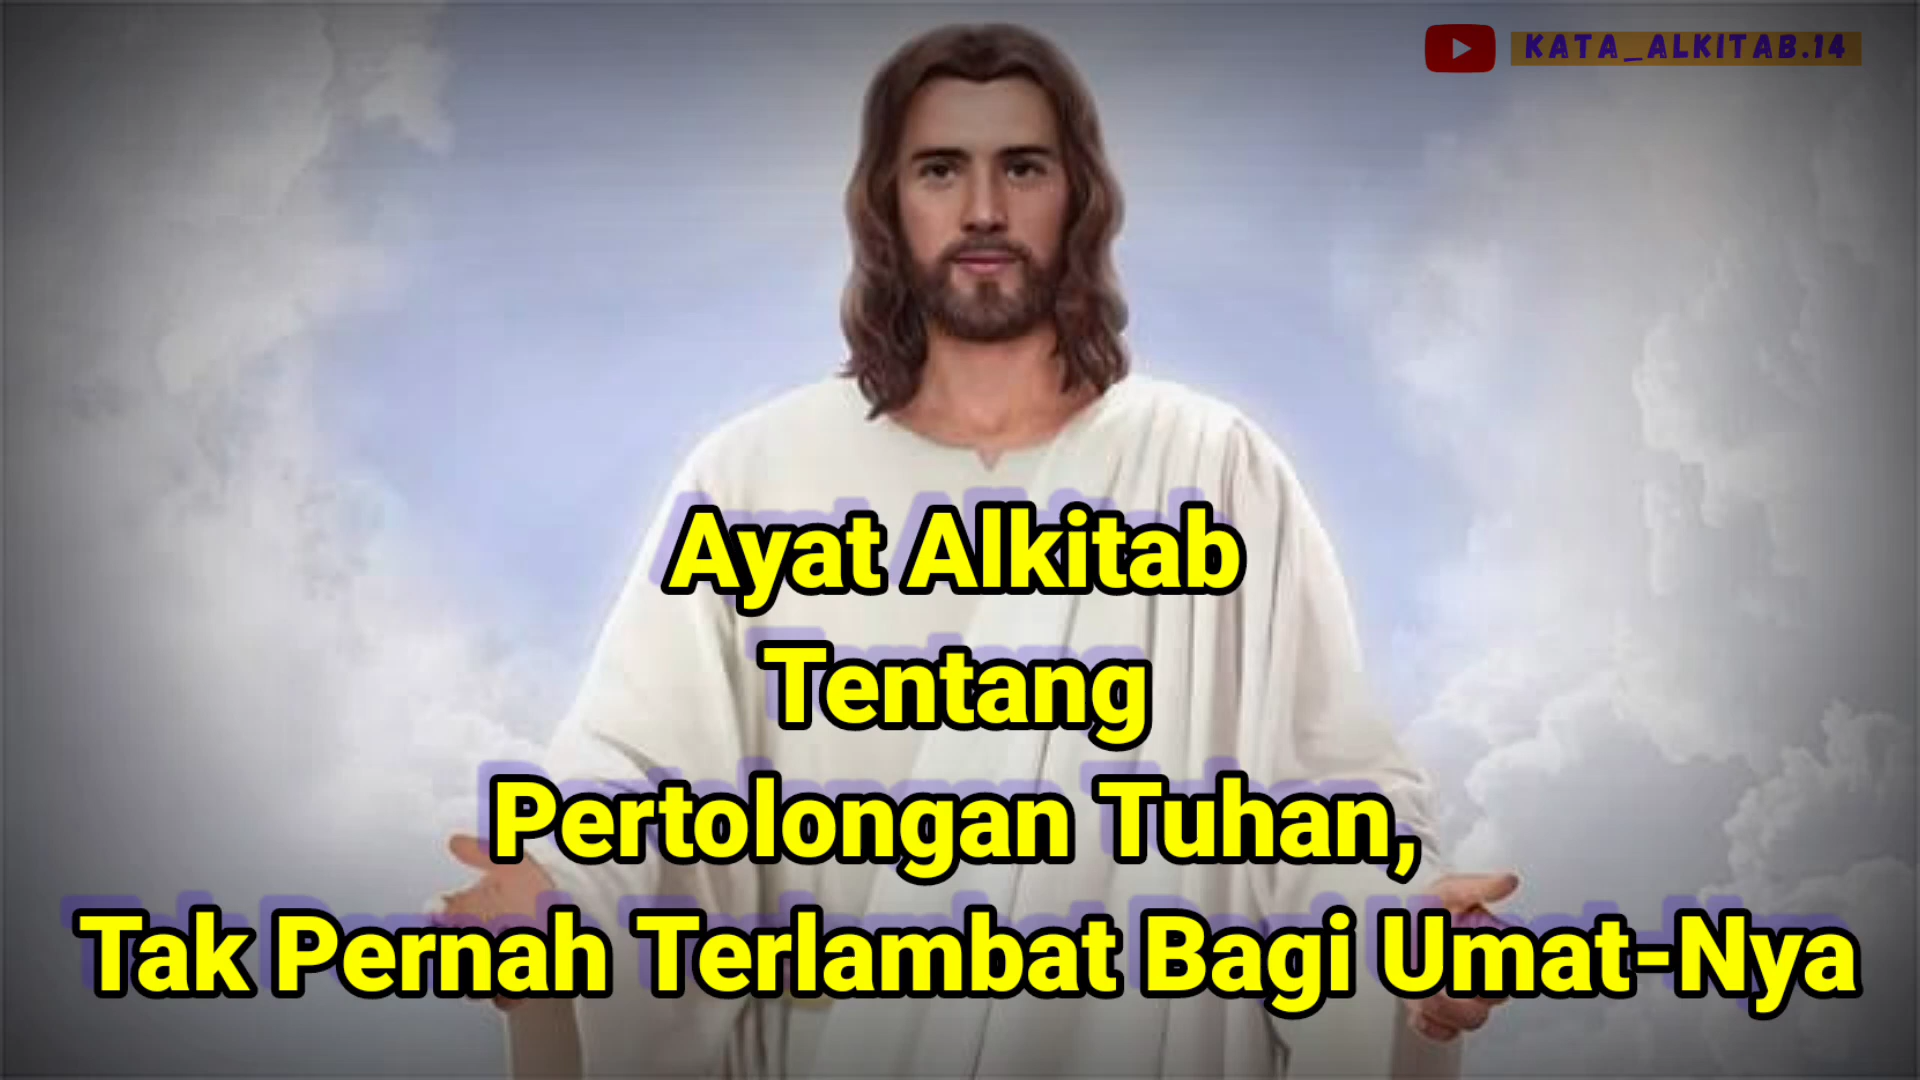 KATA_ALKITAB.14
Ayat Alkitab
Tentang
Pertolongan Tuhan,
Tak Pernah Terlambat Bagi Umat-Nya